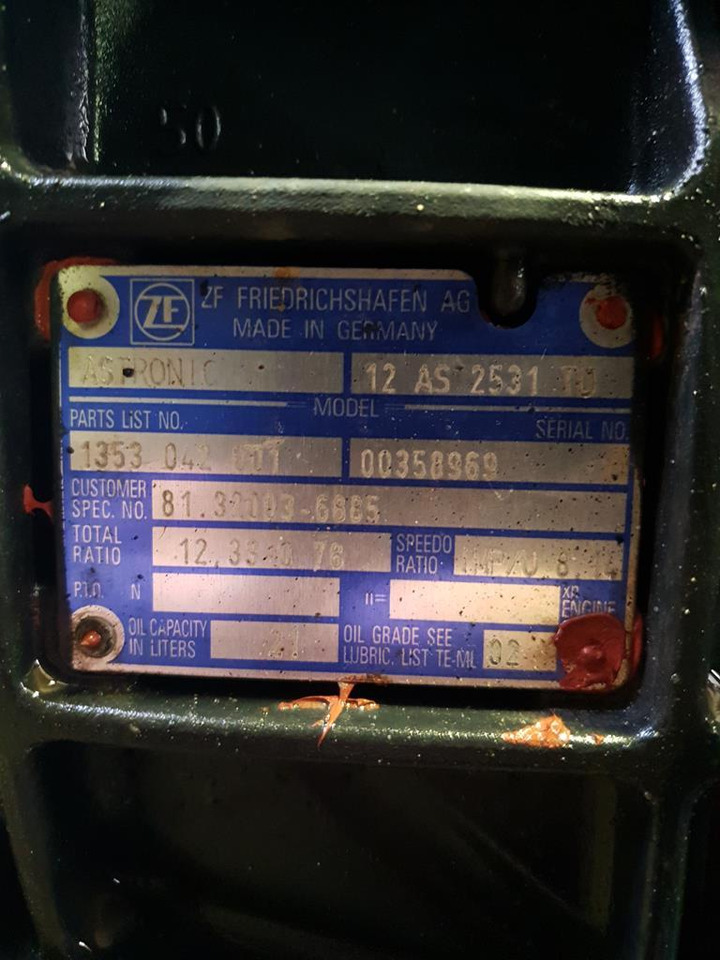 50
ZF
ZF FRIEDRICHSHAFEN AG
MADE IN GERMANY
ASTRONIC 12 AS 2531 TO
MODEL
PARTS LIST NO. SERIAL NO.
1353 042 00358969
CUSTOMER
SPEC. NO.
TOTAL
RATIO
SPEEDO
RATIO
P.T.O. N n= XP
ENGINE
OIL CAPACITY
IN LITERS
OIL GRADE SEE
LUBRIC. LIST TE-ML 02